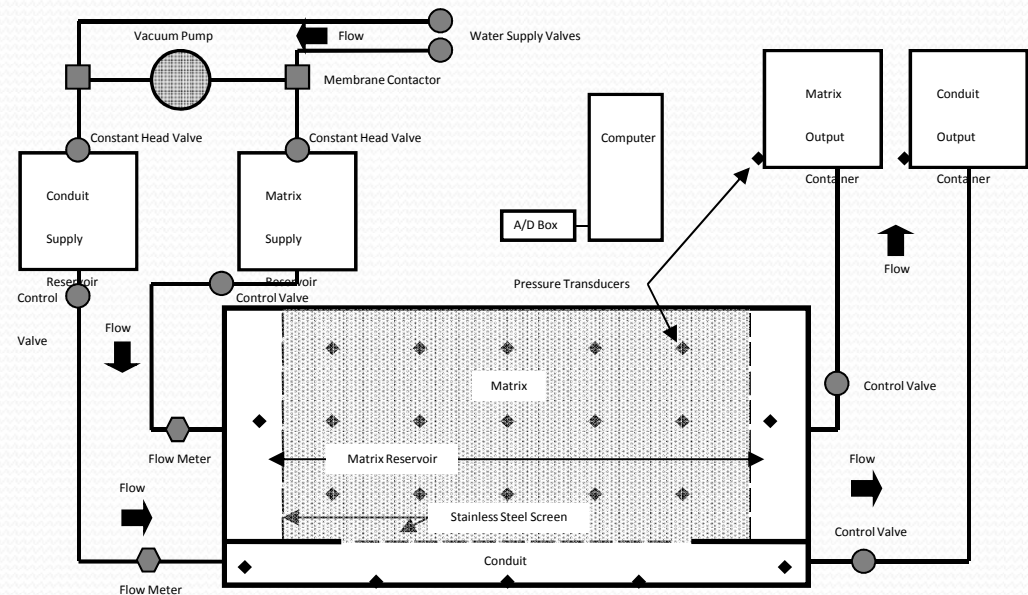 Vacuum Pump
Flow
Water Supply Valves
Membrane Contactor
Constant Head Valve
Constant Head Valve
Conduit
Supply
Reservoir
Matrix
Supply
Reservoir
Computer
A/D Box
Matrix
Output
Container
Conduit
Output
Container
Flow
Pressure Transducers
Control
Valve
Control Valve
Flow
Matrix
Control Valve
Flow Meter
Matrix Reservoir
Flow
Flow
Stainless Steel Screen
Control Valve
Conduit
Flow Meter